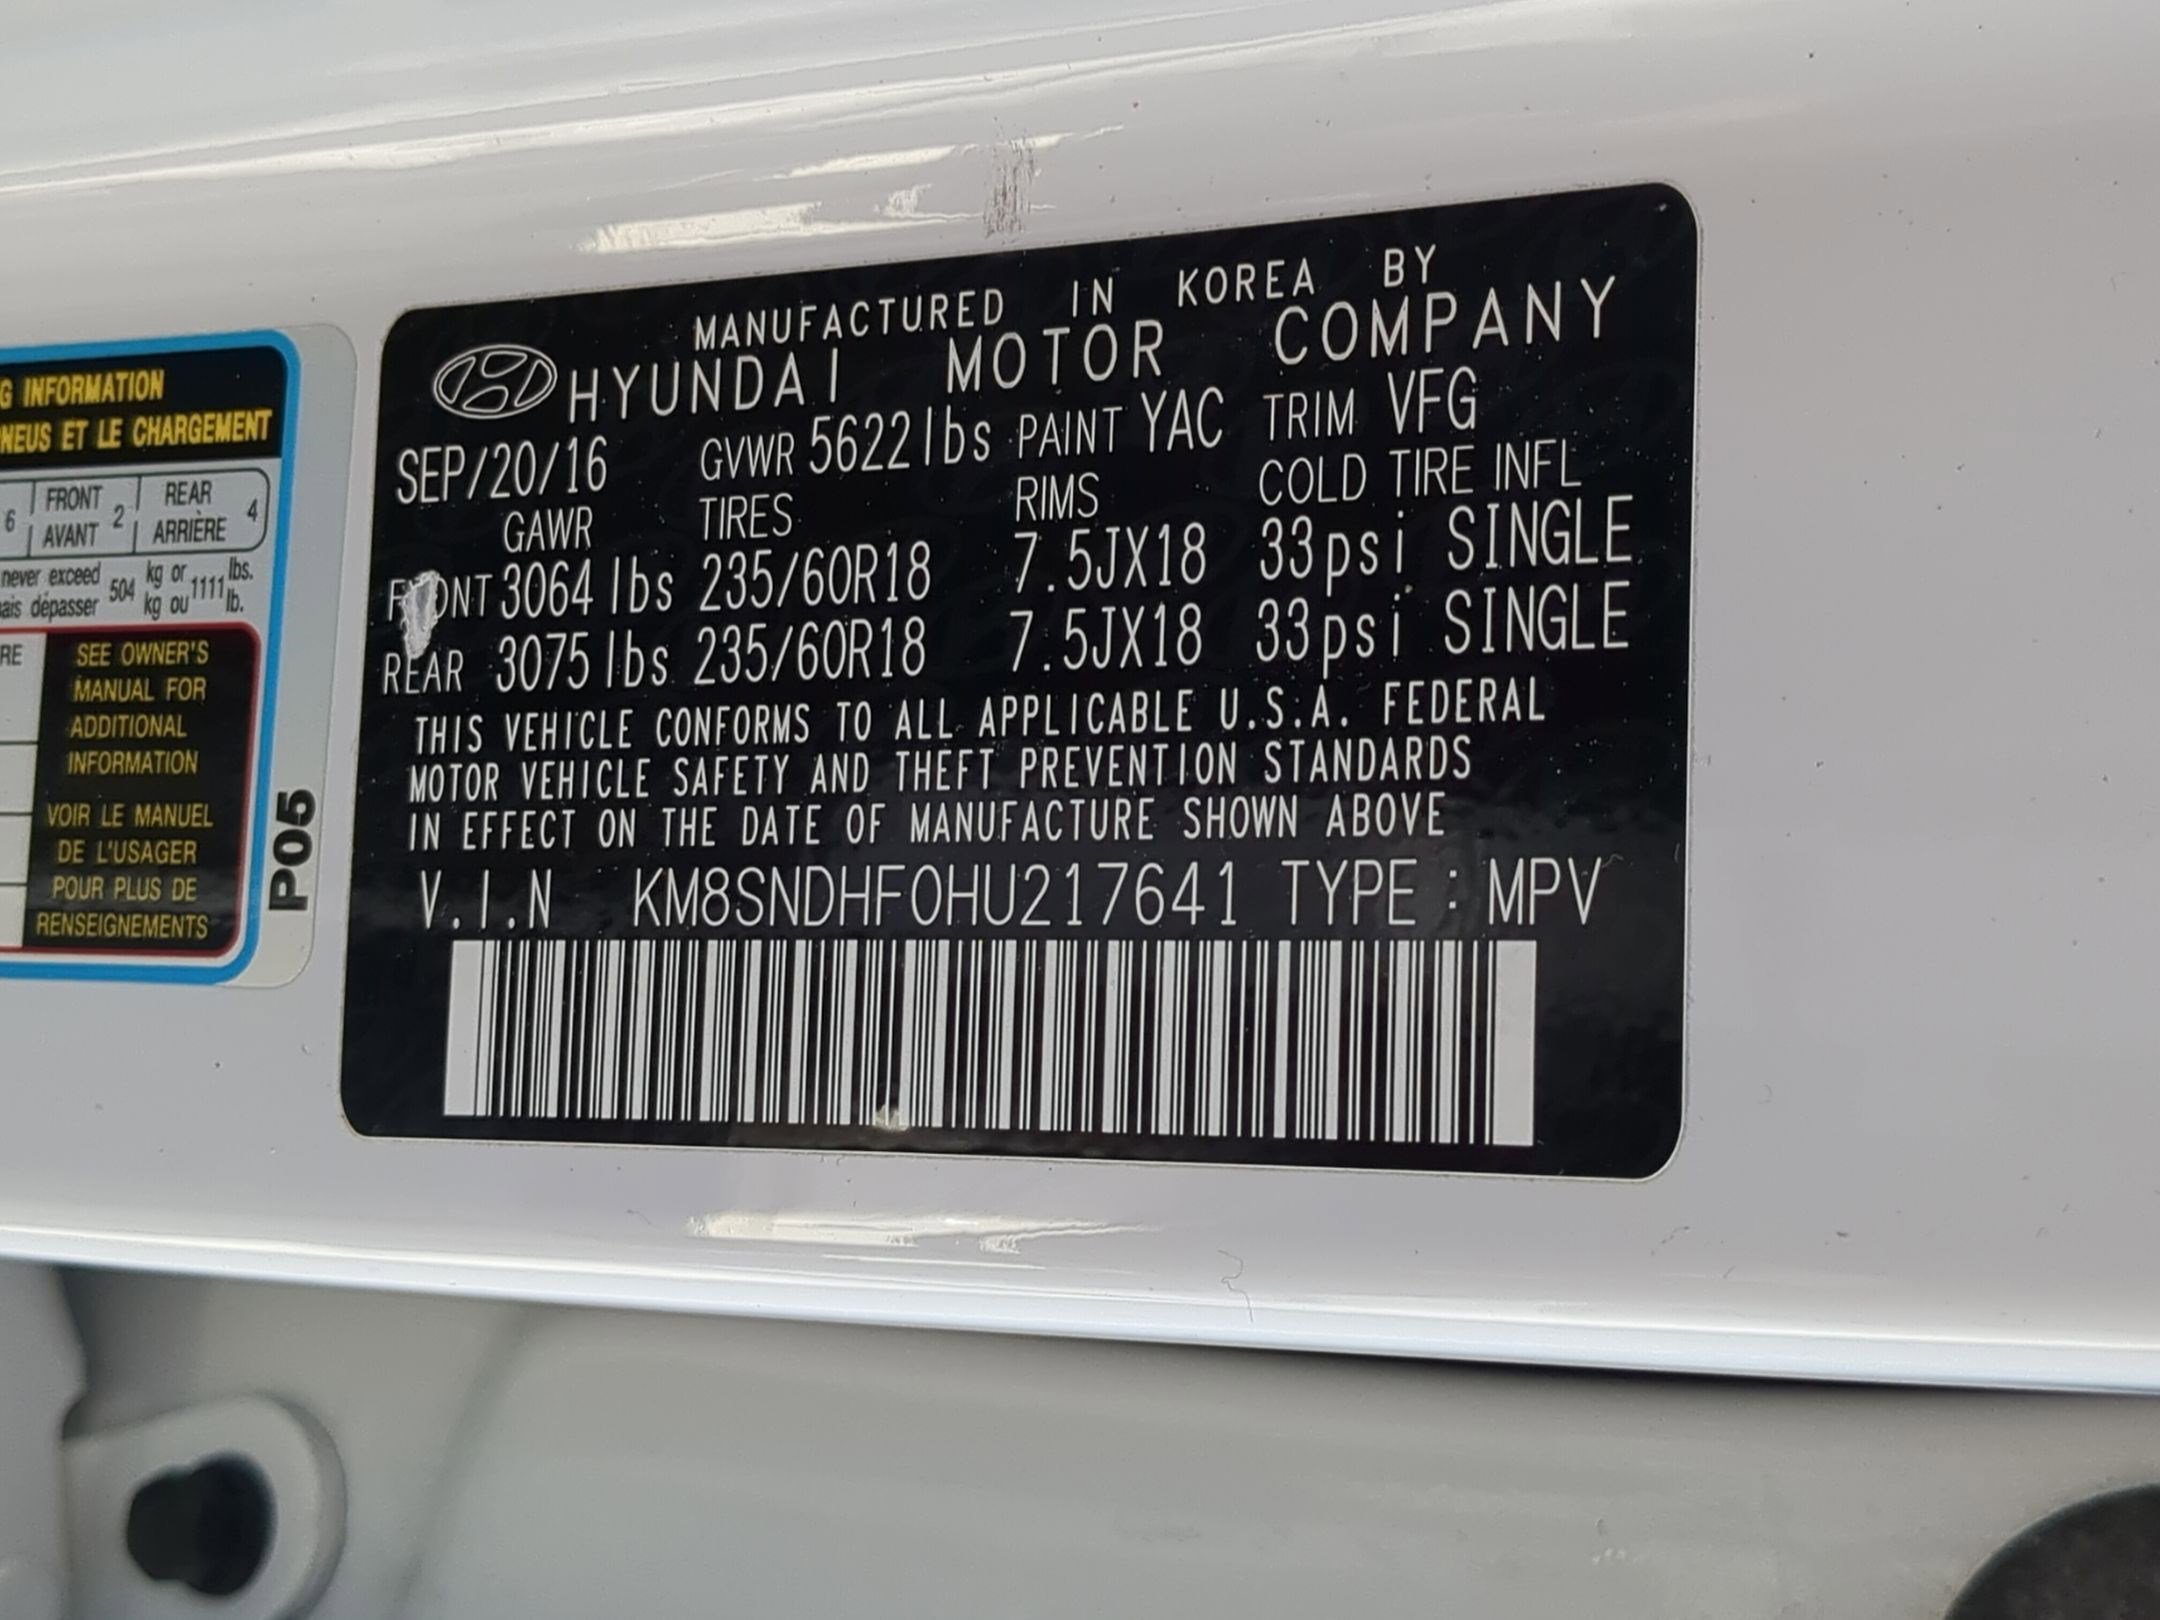 G INFORMATION
NEUS ET LE CHARGEMENT
6 FRONT 2 REAR 4
AVANT ARRIÈRE
never exceed 504 kg or 1111 lbs.
dépasser kg ou lb.
RE
SEE OWNER'S
MANUAL FOR
ADDITIONAL
INFORMATION
VOIR LE MANUEL
DE L'USAGER
POUR PLUS DE
RENSEIGNEMENTS
P05
MANUFACTURED IN KOREA BY
HYUNDAI MOTOR COMPANY
SEP/20/16 GVWR 5622lbs PAINT YAC TRIM VFG
GAWR TIRES RIMS COLD TIRE INFL
FRONT 3064 lbs 235/60R18 7.5JX18 33psi SINGLE
REAR 3075 lbs 235/60R18 7.5JX18 33psi SINGLE
THIS VEHICLE CONFORMS TO ALL APPLICABLE U.S.A. FEDERAL
MOTOR VEHICLE SAFETY AND THEFT PREVENTION STANDARDS
IN EFFECT ON THE DATE OF MANUFACTURE SHOWN ABOVE
V.I.N KM8SNDHF0HU217641 TYPE : MPV